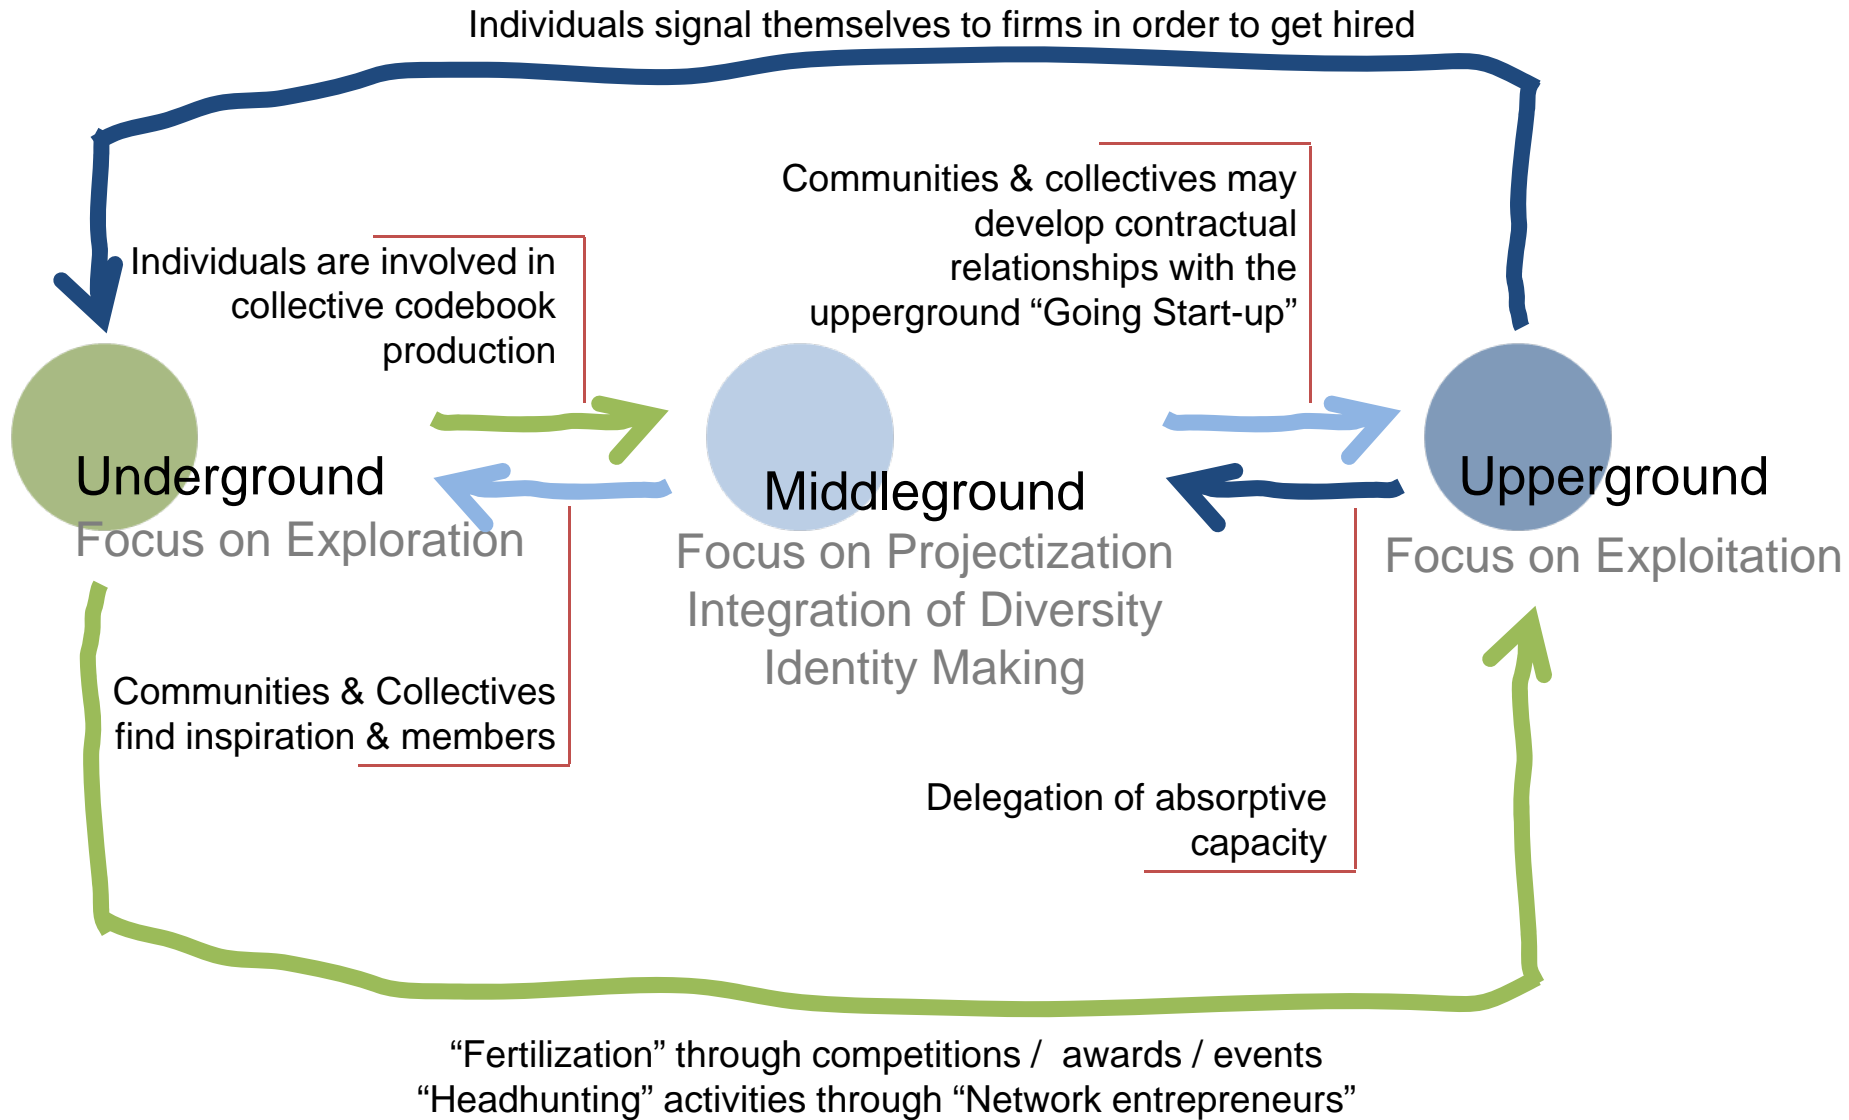 Individuals signal themselves to firms in order to get hired
Communities & collectives may
develop contractual
relationships with the
upperground “Going Start-up”
Individuals are involved in
collective codebook
production
Underground
Focus on Exploration
Middleground
Focus on Projectization
Integration of Diversity
Identity Making
Upperground
Focus on Exploitation
Communities & Collectives
find inspiration & members
Delegation of absorptive
capacity
“Fertilization” through competitions / awards / events
“Headhunting” activities through “Network entrepreneurs”